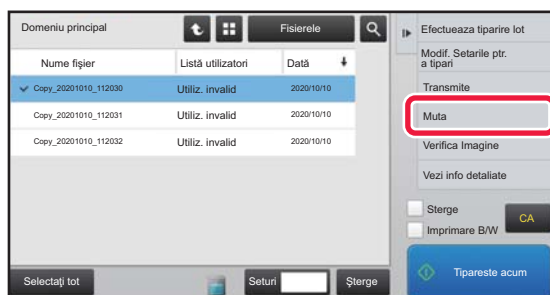 Domeniu principal
Fisierele
Nume fişier
Listă utilizatori
Dată
Copy_20201010_112030
Utiliz. invalid
2020/10/10
Copy_20201010_112031
Utiliz. invalid
2020/10/10
Copy_20201010_112032
Utiliz. invalid
2020/10/10
Selectaţi tot
Seturi
Şterge
Efectueaza tiparire lot
Modif. Setarile ptr.
a tipari
Transmite
Muta
Verifica Imagine
Vezi info detaliate
Sterge
Imprimare B/W
CA
Tipareste acum